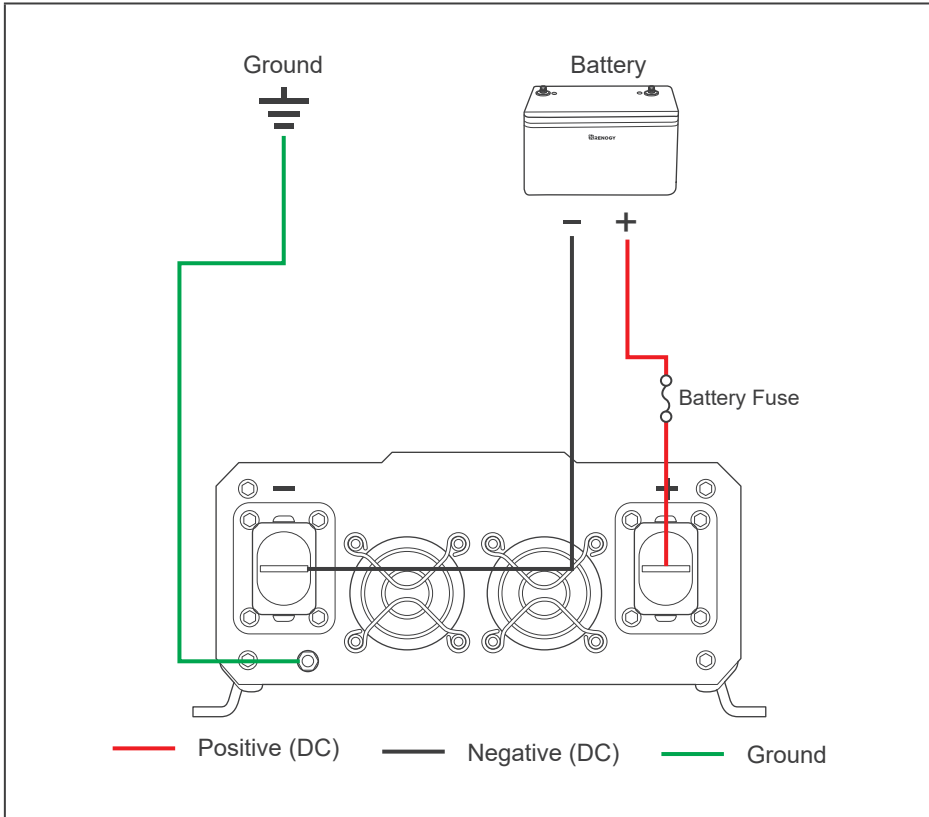 Ground
Battery
RENOGY
− +
Battery Fuse
− +
Positive (DC) Negative (DC) Ground